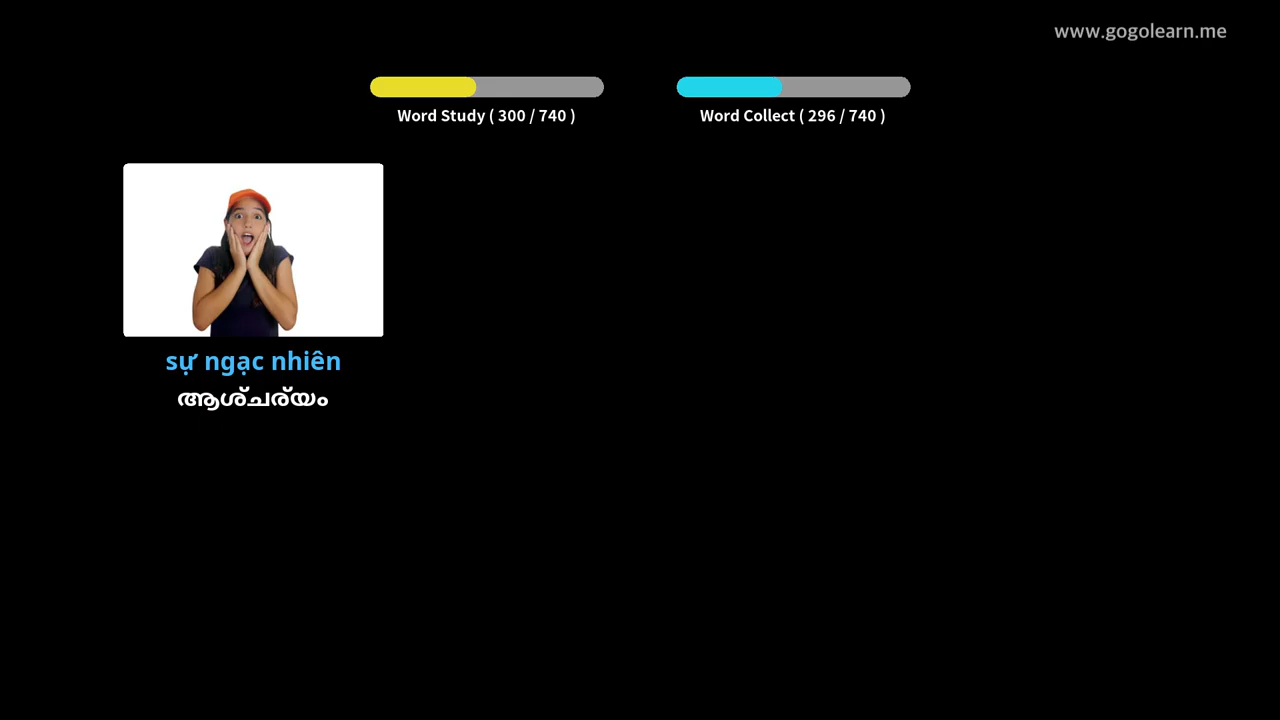 www.gogolearn.me
Word Study ( 300 / 740 )
Word Collect ( 296 / 740 )
sự ngạc nhiên
ആശ്ചര്യം